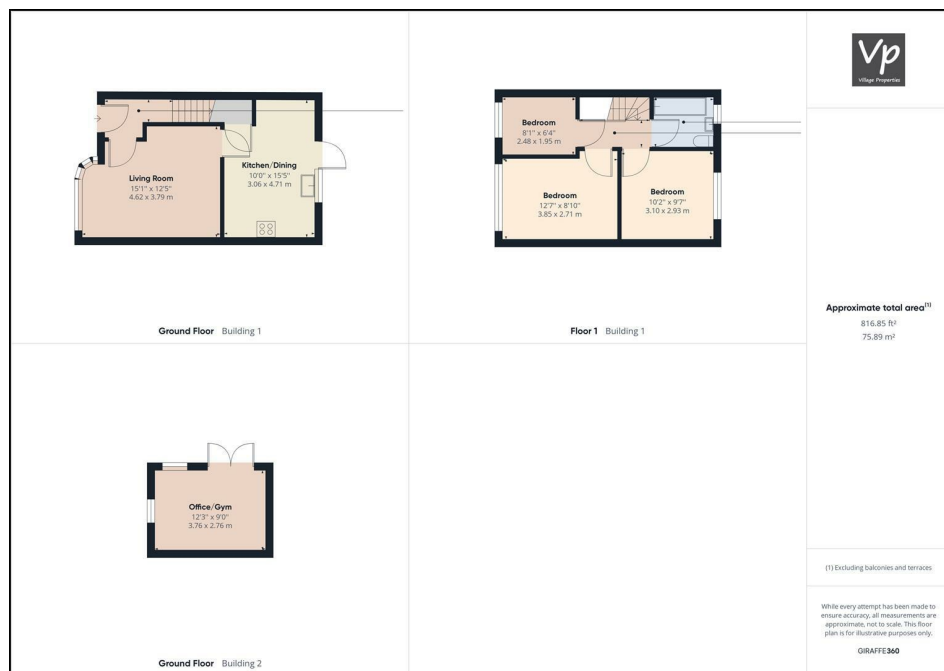 Living Room
15'1" x 12'5"
4.62 x 3.79 m
Kitchen/Dining
10'0" x 15'5"
3.06 x 4.71 m
Ground Floor Building 1
Bedroom
8'1" x 6'4"
2.48 x 1.95 m
Bedroom
12'7" x 8'10"
3.85 x 2.71 m
Bedroom
10'2" x 9'7"
3.10 x 2.93 m
Floor 1 Building 1
Office/Gym
12'3" x 9'0"
3.76 x 2.76 m
Ground Floor Building 2
Vp
Village Properties
Approximate total area(1)
816.85 ft²
75.89 m²
(1) Excluding balconies and terraces
While every attempt has been made to
ensure accuracy, all measurements are
approximate, not to scale. This floor
plan is for illustrative purposes only.
GIRAFFE360